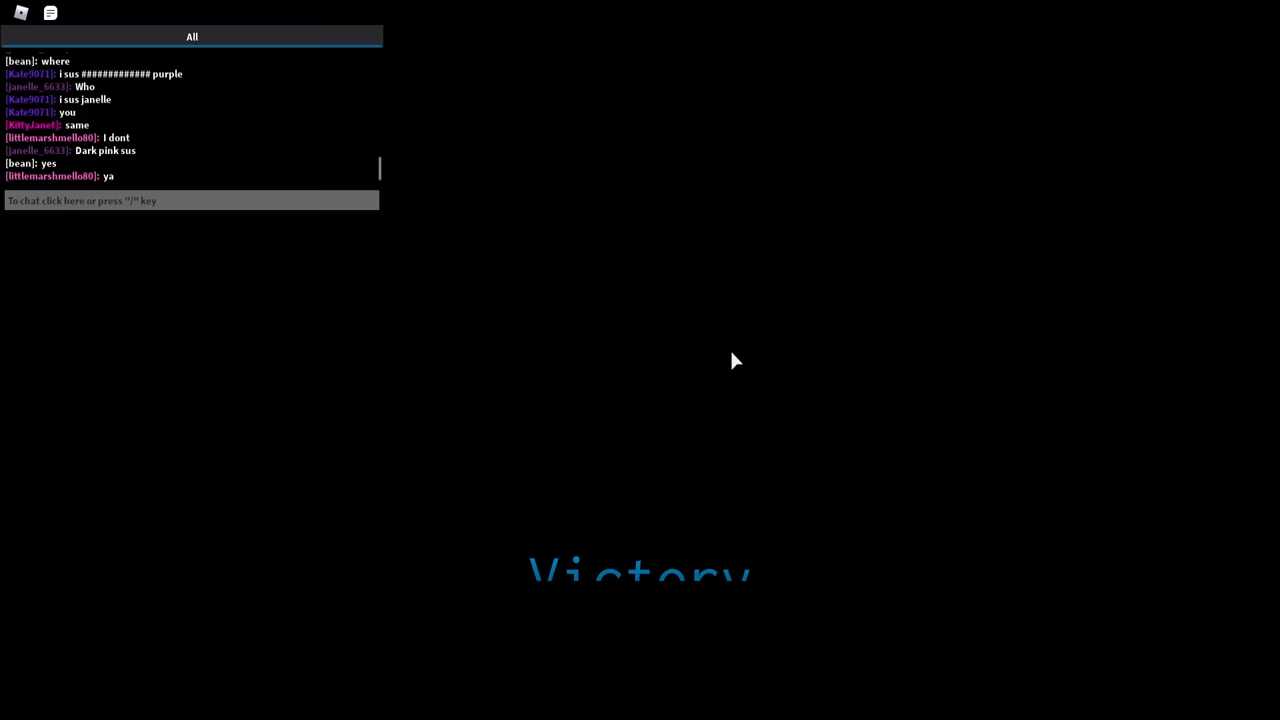 All
[bean]: where
[Kate9071]: i sus ############# purple
[janelle_6633]: Who
[Kate9071]: i sus janelle
[Kate9071]: you
[KittyJanet]: same
[littlemarshmello80]: I dont
[janelle_6633]: Dark pink sus
[bean]: yes
[littlemarshmello80]: ya
To chat click here or press "/" key
Victory